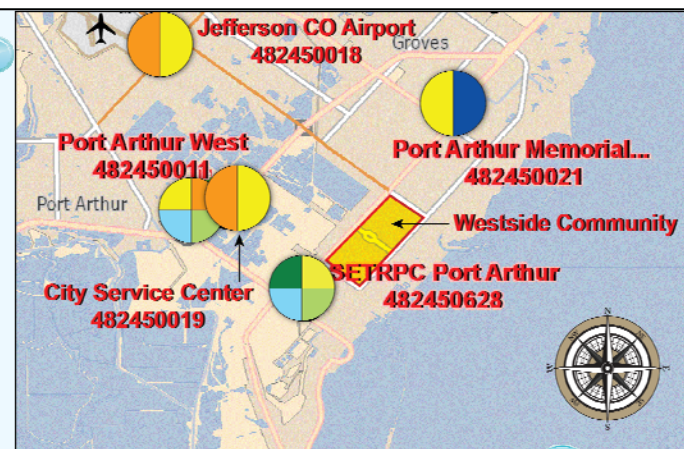 Jefferson CO Airport
482450018
Groves
Port Arthur West
482450011
Port Arthur Memorial...
482450021
Port Arthur
Westside Community
SETRPC Port Arthur
482450628
City Service Center
482450019
N
E
S
W